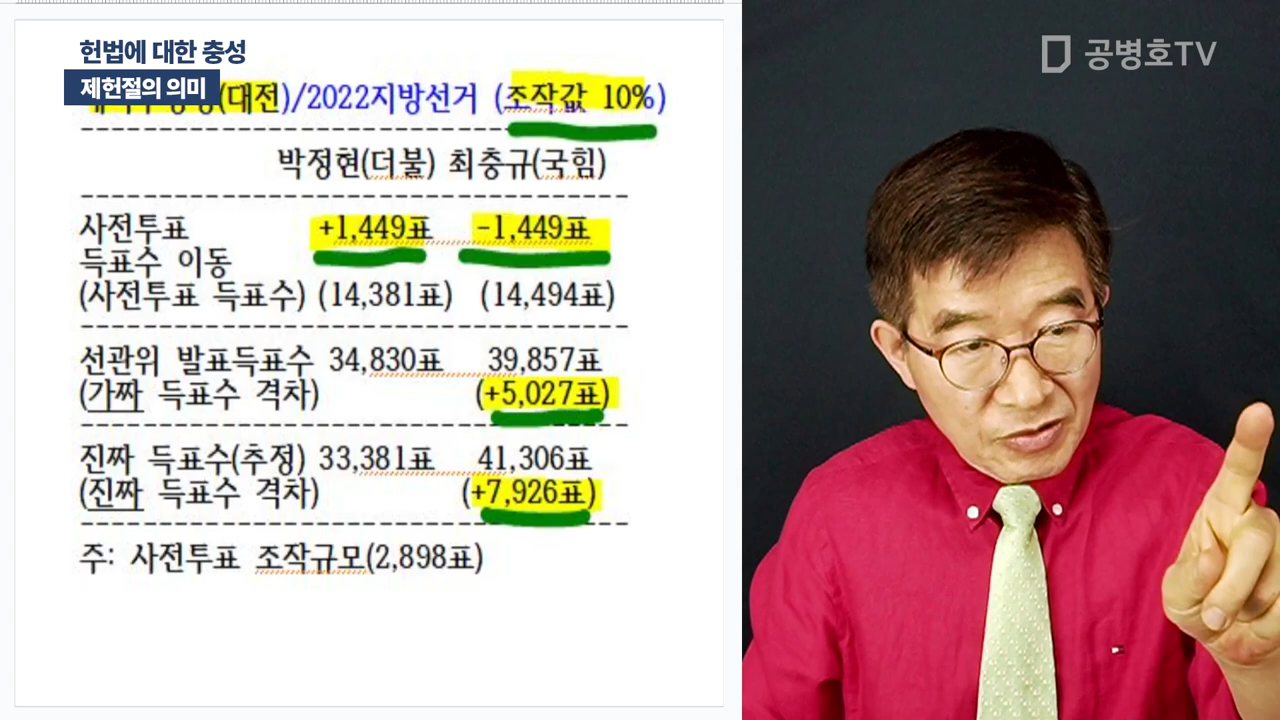 헌법에 대한 충성
제헌절의 의미
(대전)/2022지방선거 (조작값 10%)
박정현(더불) 최충규(국힘)
사전투표 +1,449표 -1,449표
득표수 이동
(사전투표 득표수) (14,381표) (14,494표)
선관위 발표득표수 34,830표 39,857표
(가짜 득표수 격차) (+5,027표)
진짜 득표수(추정) 33,381표 41,306표
(진짜 득표수 격차) (+7,926표)
주: 사전투표 조작규모(2,898표)
공병호TV